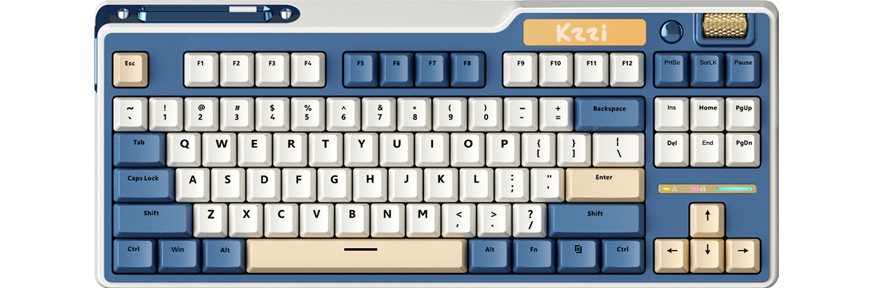 Kzzi
Esc F1 F2 F3 F4 F5 F6 F7 F8 F9 F10 F11 F12 PrtSc ScrLK Pause
~ ! @ # $ % ^ & * ( ) _ + Backspace Ins Home PgUp
` 1 2 3 4 5 6 7 8 9 0 - =
Tab Q W E R T Y U I O P { } | Del End PgDn
[ ] \
Caps Lock A S D F G H J K L : " Enter
; '
Shift Z X C V B N M < > ? Shift ↑
, . /
Ctrl Win Alt Alt Fn Ctrl ← ↓ →